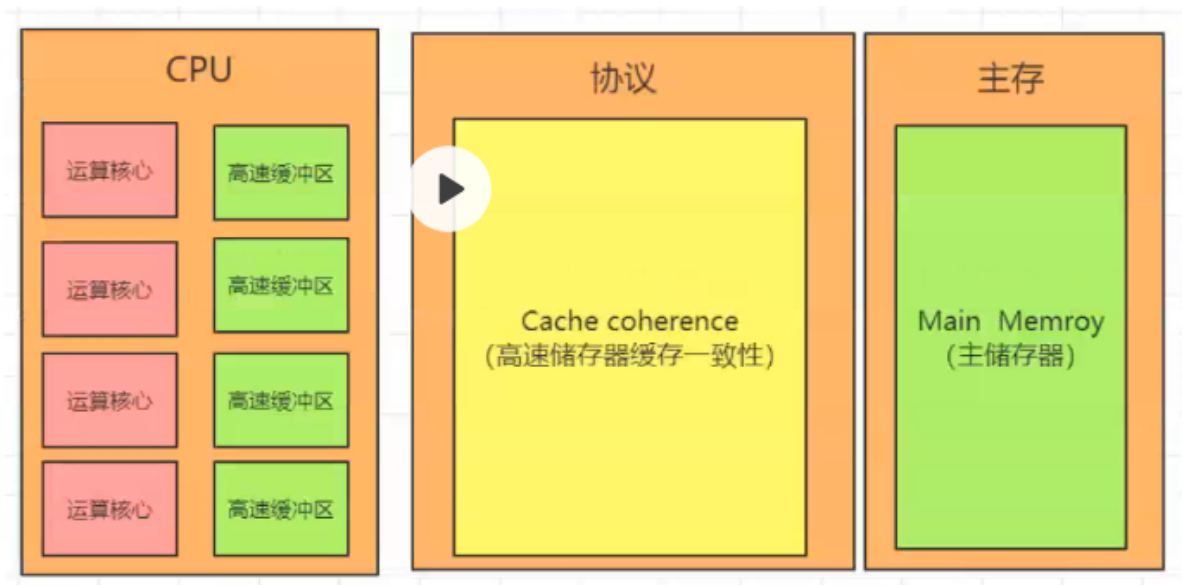 CPU
运算核心
高速缓冲区
运算核心
高速缓冲区
运算核心
高速缓冲区
运算核心
高速缓冲区
协议
Cache coherence
（高速储存器缓存一致性）
主存
Main Memroy
（主储存器）